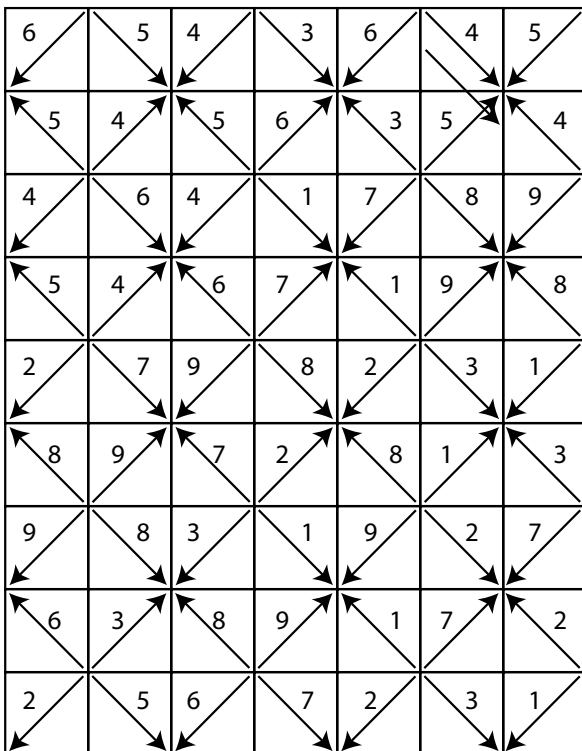 6 5 4 3 6 4 5
5 4 5 6 3 5 4
4 6 4 1 7 8 9
5 4 6 7 1 9 8
2 7 9 8 2 3 1
8 9 7 2 8 1 3
9 8 3 1 9 2 7
6 3 8 9 1 7 2
2 5 6 7 2 3 1